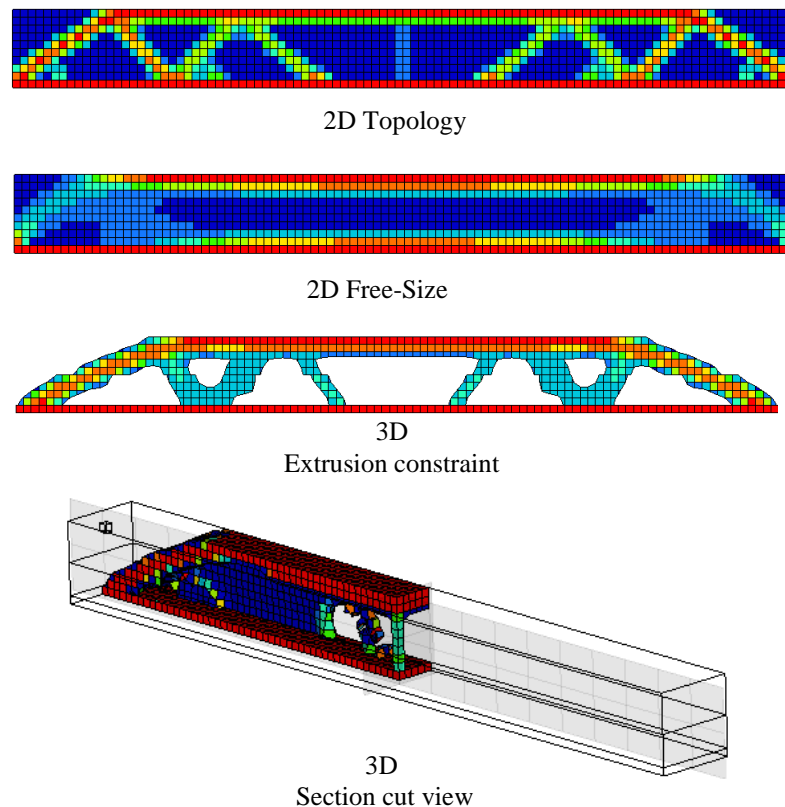 2D Topology
2D Free-Size
3D
Extrusion constraint
3D
Section cut view